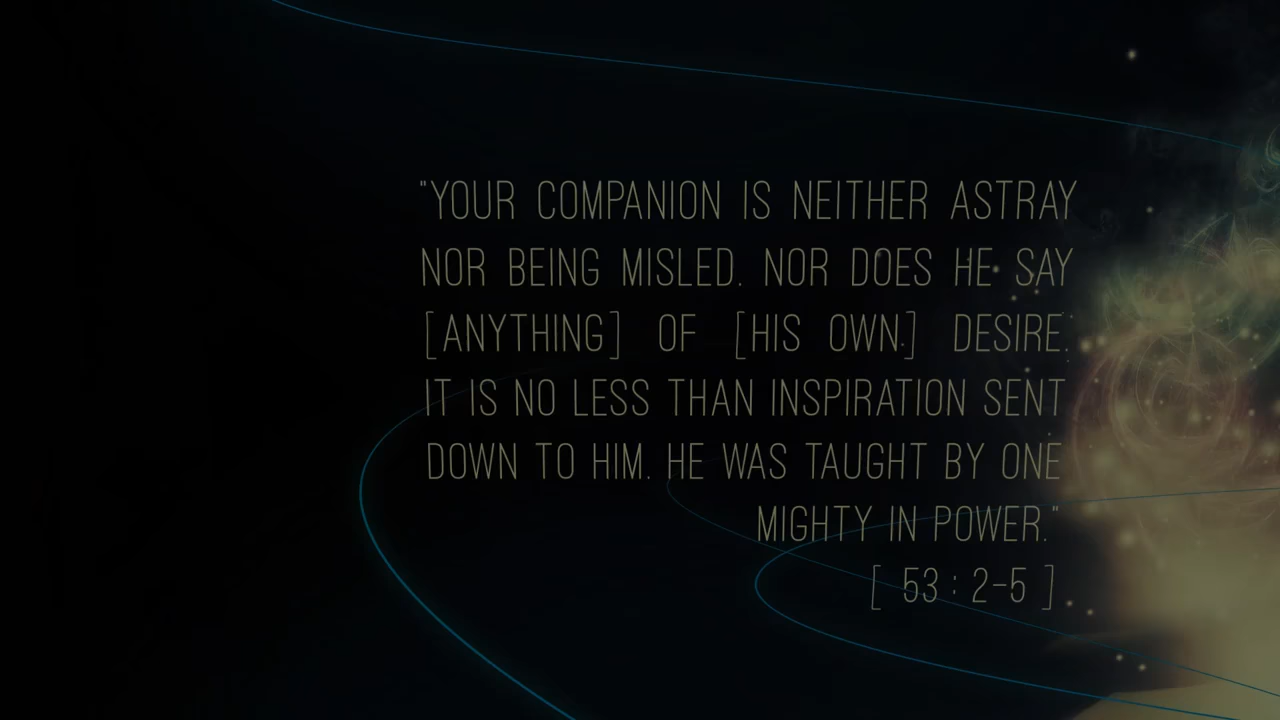 "YOUR COMPANION IS NEITHER ASTRAY
NOR BEING MISLED. NOR DOES HE SAY
[ANYTHING] OF [HIS OWN.] DESIRE.
IT IS NO LESS THAN INSPIRATION SENT
DOWN TO HIM. HE WAS TAUGHT BY ONE
MIGHTY IN POWER."
[ 53 : 2-5 ]